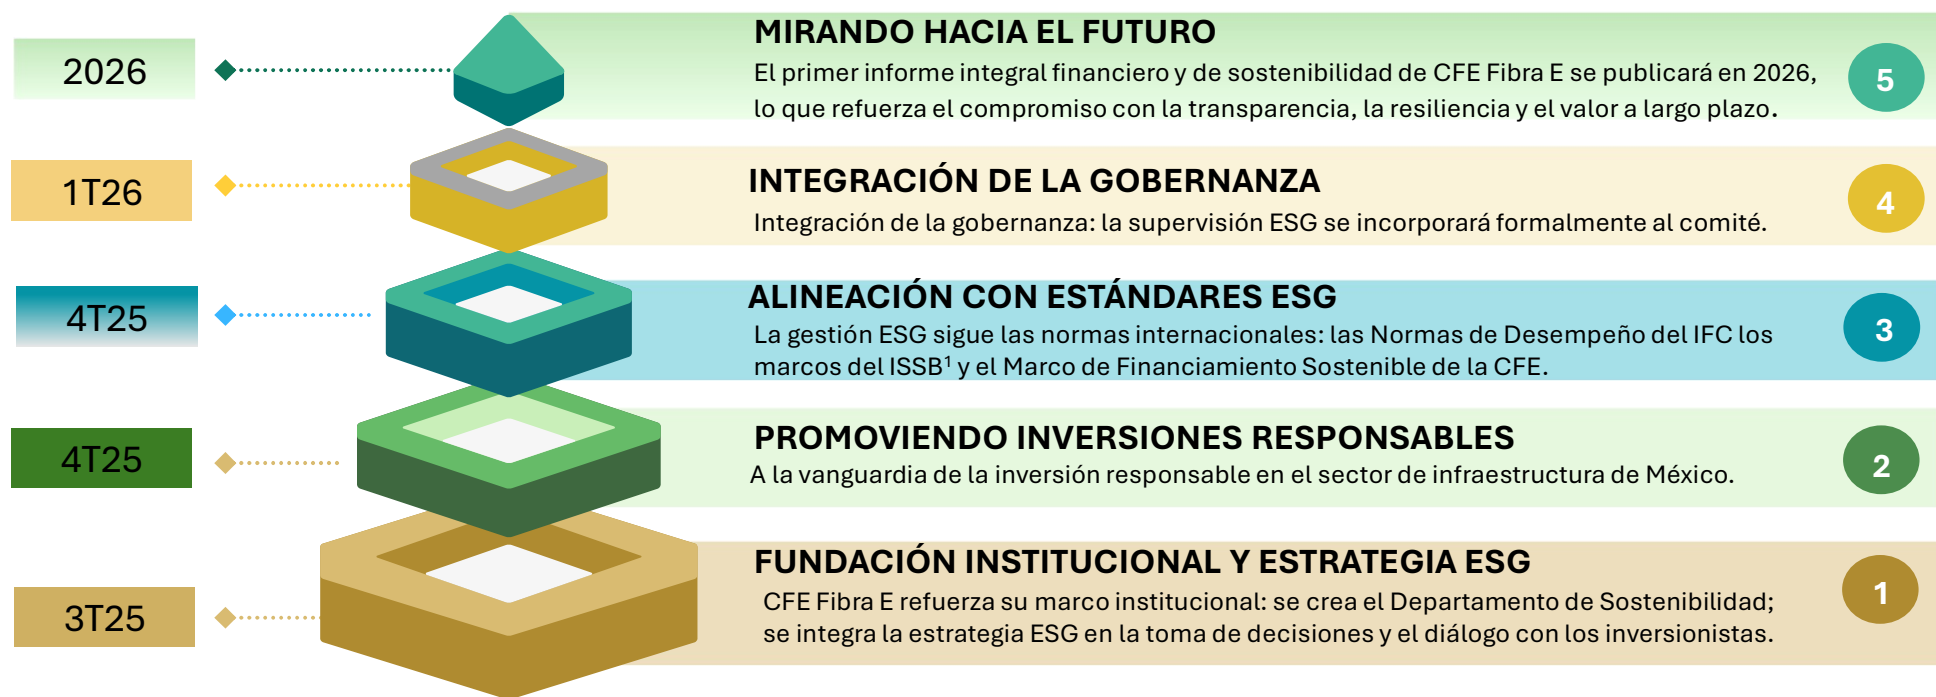 2026
MIRANDO HACIA EL FUTURO
El primer informe integral financiero y de sostenibilidad de CFE Fibra E se publicará en 2026,
lo que refuerza el compromiso con la transparencia, la resiliencia y el valor a largo plazo.
5
1T26
INTEGRACIÓN DE LA GOBERNANZA
Integración de la gobernanza: la supervisión ESG se incorporará formalmente al comité.
4
4T25
ALINEACIÓN CON ESTÁNDARES ESG
La gestión ESG sigue las normas internacionales: las Normas de Desempeño del IFC los
marcos del ISSB¹ y el Marco de Financiamiento Sostenible de la CFE.
3
4T25
PROMOVIENDO INVERSIONES RESPONSABLES
A la vanguardia de la inversión responsable en el sector de infraestructura de México.
2
3T25
FUNDACIÓN INSTITUCIONAL Y ESTRATEGIA ESG
CFE Fibra E refuerza su marco institucional: se crea el Departamento de Sostenibilidad;
se integra la estrategia ESG en la toma de decisiones y el diálogo con los inversionistas.
1